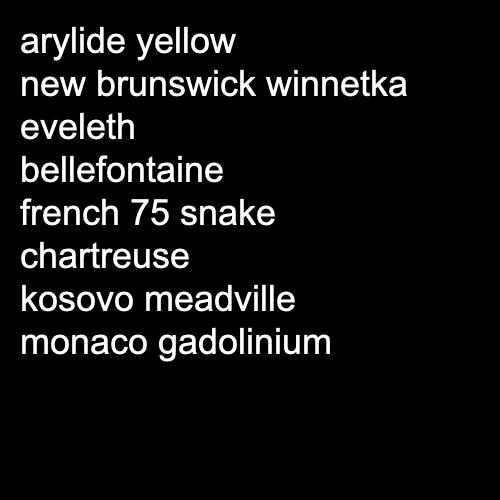 arylide yellow
new brunswick winnetka
eveleth
bellefontaine
french 75 snake
chartreuse
kosovo meadville
monaco gadolinium